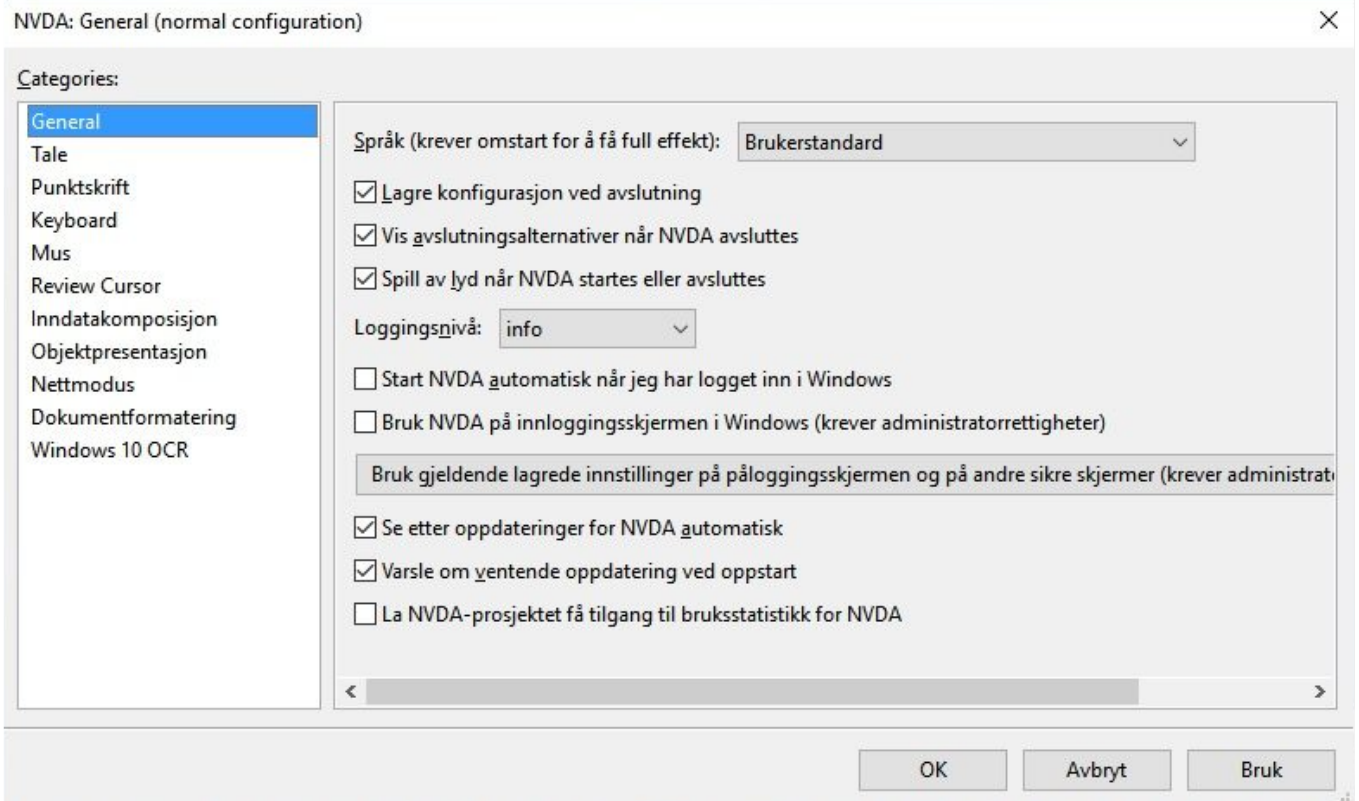 NVDA: General (normal configuration)
Categories:
General
Tale
Punktskrift
Keyboard
Mus
Review Cursor
Inndatakomposisjon
Objektpresentasjon
Nettmodus
Dokumentformatering
Windows 10 OCR
Språk (krever omstart for å få full effekt): Brukerstandard
Lagre konfigurasjon ved avslutning
Vis avslutningsalternativer når NVDA avsluttes
Spill av lyd når NVDA startes eller avsluttes
Loggingsnivå: info
Start NVDA automatisk når jeg har logget inn i Windows
Bruk NVDA på innloggingsskjermen i Windows (krever administratorrettigheter)
Bruk gjeldende lagrede innstillinger på påloggingsskjermen og på andre sikre skjermer (krever
Se etter oppdateringer for NVDA automatisk
Varsle om ventende oppdatering ved oppstart
La NVDA-prosjektet få tilgang til bruksstatistikk for NVDA
OK Avbryt Bruk